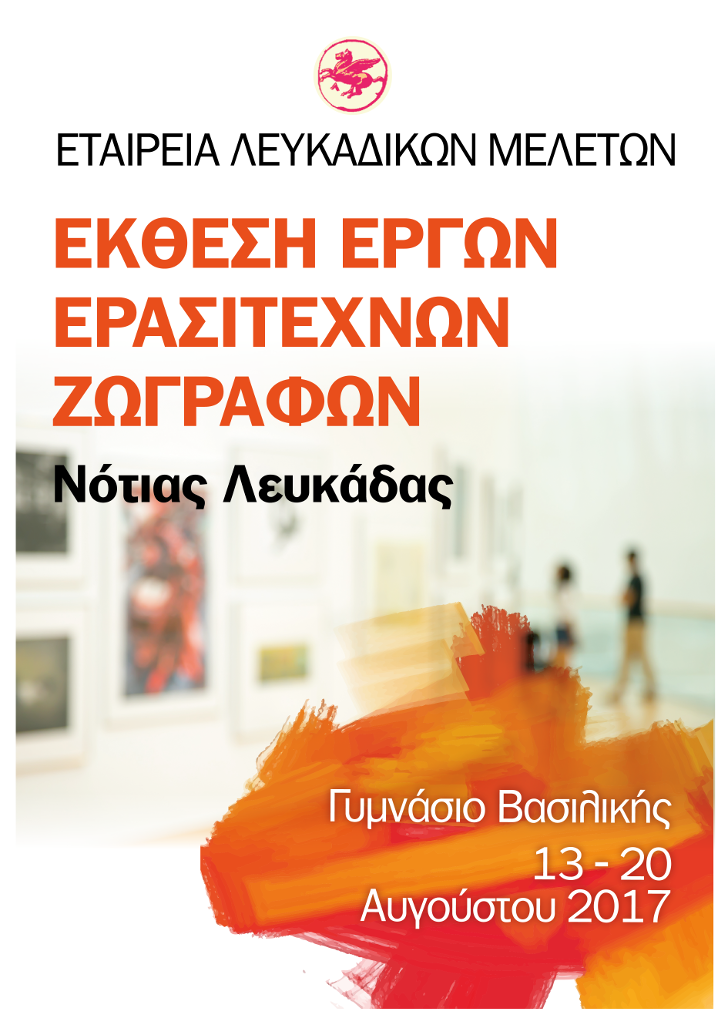 ΕΤΑΙΡΕΙΑ ΛΕΥΚΑΔΙΚΩΝ ΜΕΛΕΤΩΝ
ΕΚΘΕΣΗ ΕΡΓΩΝ
ΕΡΑΣΙΤΕΧΝΩΝ
ΖΩΓΡΑΦΩΝ
Νότιας Λευκάδας
Γυμνάσιο Βασιλικής
13 - 20
Αυγούστου 2017